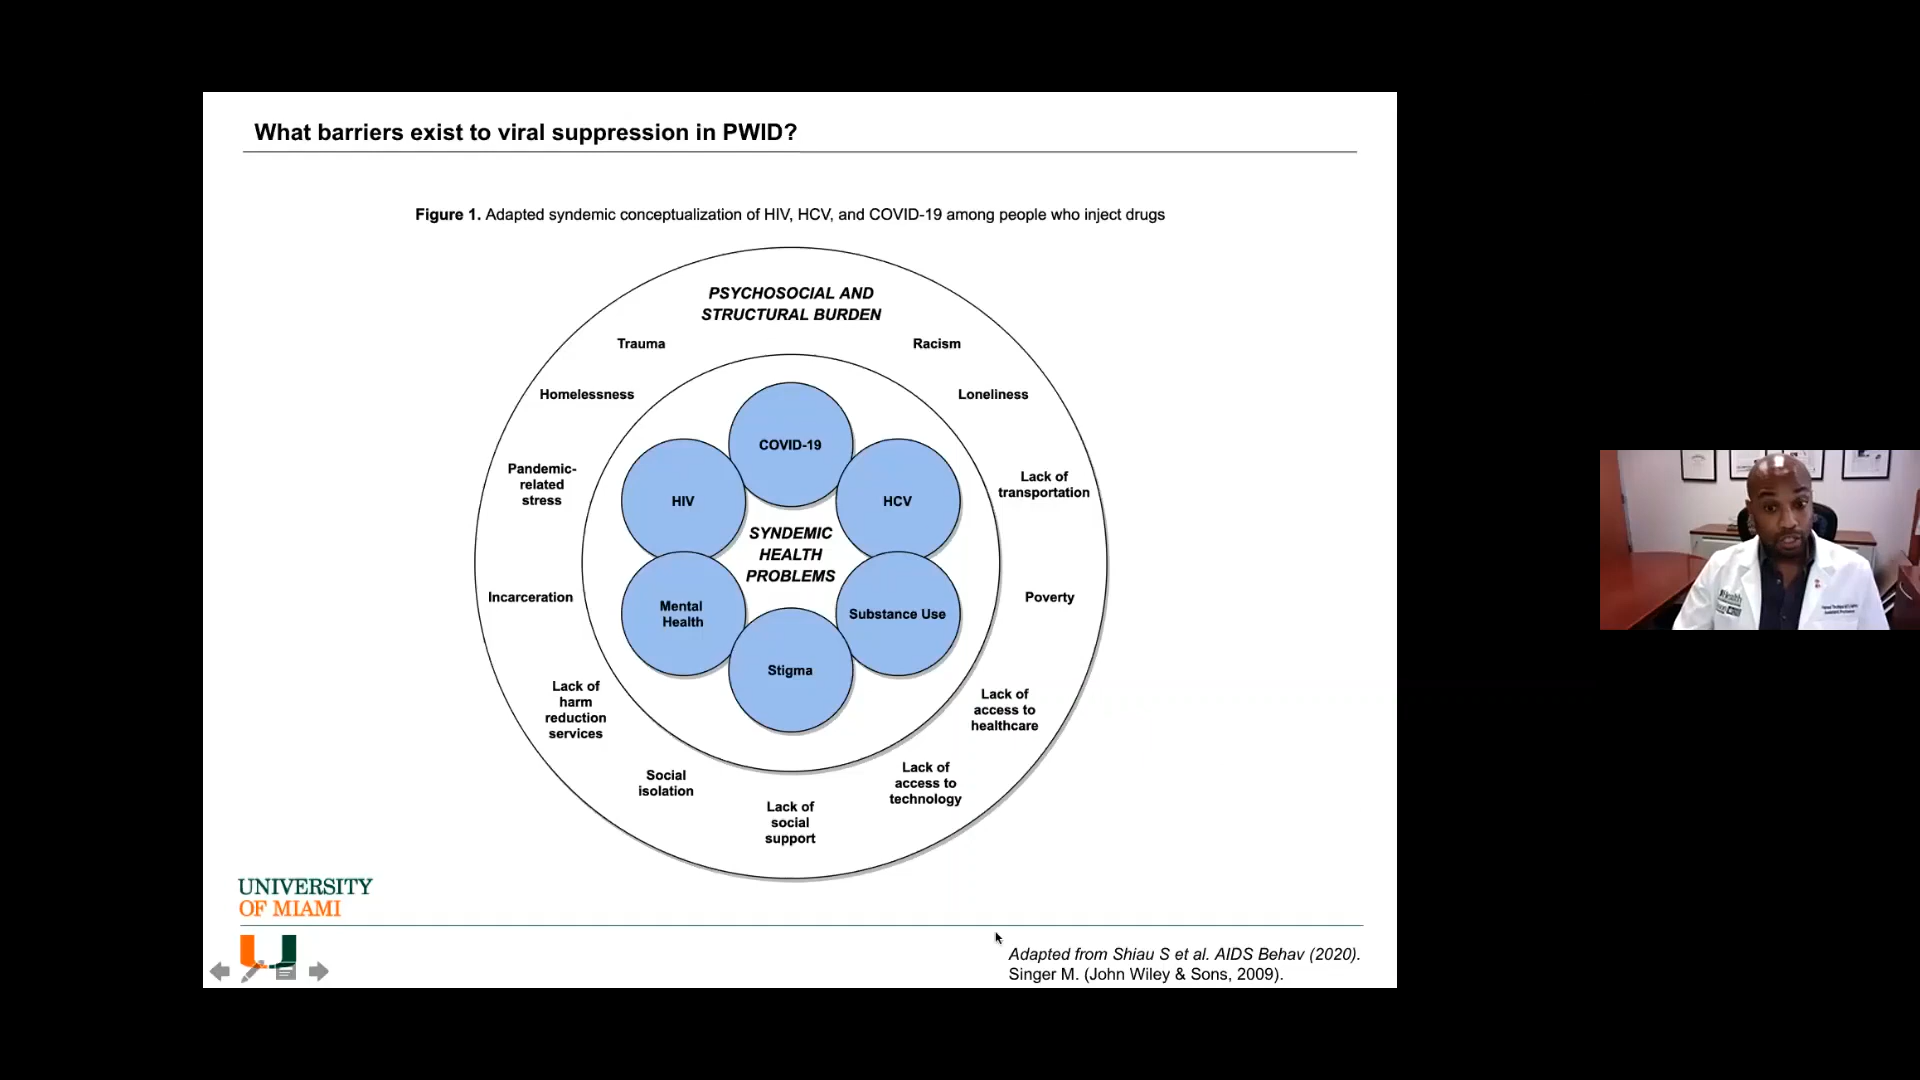 What barriers exist to viral suppression in PWID?
Figure 1. Adapted syndemic conceptualization of HIV, HCV, and COVID-19 among people who inject drugs
PSYCHOSOCIAL AND
STRUCTURAL BURDEN
Trauma
Racism
Homelessness
Loneliness
COVID-19
Pandemic-
related
stress
HIV
HCV
Lack of
transportation
SYNDEMIC
HEALTH
PROBLEMS
Incarceration
Mental
Health
Substance Use
Poverty
Stigma
Lack of
harm
reduction
services
Lack of
access to
healthcare
Social
isolation
Lack of
social
support
Lack of
access to
technology
UNIVERSITY
OF MIAMI
Adapted from Shiau S et al. AIDS Behav (2020).
Singer M. (John Wiley & Sons, 2009).